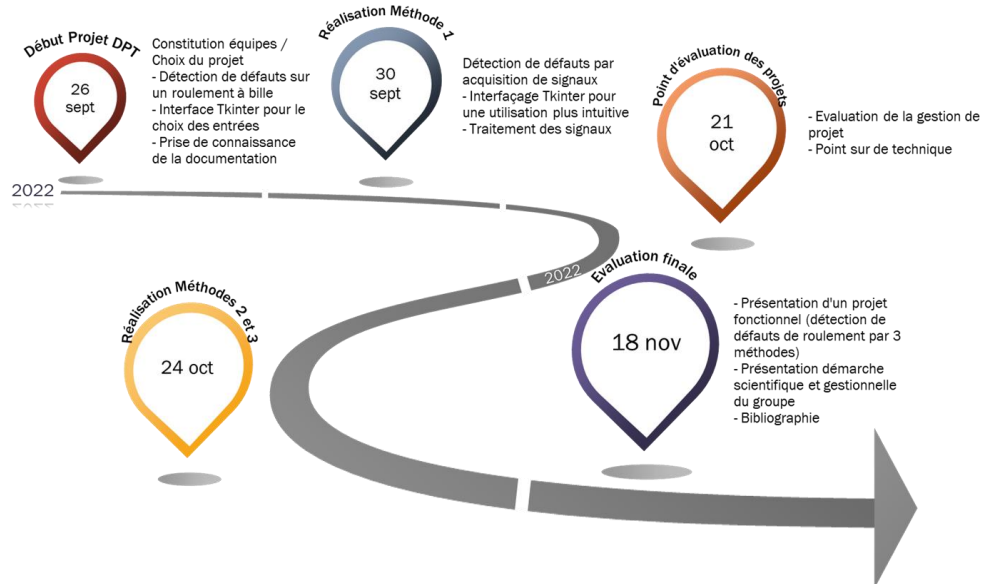 Début Projet DPT
26
sept
Constitution équipes /
Choix du projet
- Détection de défauts sur
un roulement à bille
- Interface Tkinter pour le
choix des entrées
- Prise de connaissance
de la documentation
Réalisation Méthode 1
30
sept
Détection de défauts par
acquisition de signaux
- Interfaçage Tkinter pour
une utilisation plus intuitive
- Traitement des signaux
Point d'évaluation des projets
21
oct
- Evaluation de la gestion de
projet
- Point sur de technique
2022
2022
Réalisation Méthodes 2 et 3
24 oct
Evaluation finale
18 nov
- Présentation d'un projet
fonctionnel (détection de
défauts de roulement par 3
méthodes)
- Présentation démarche
scientifique et gestionnelle
du groupe
- Bibliographie